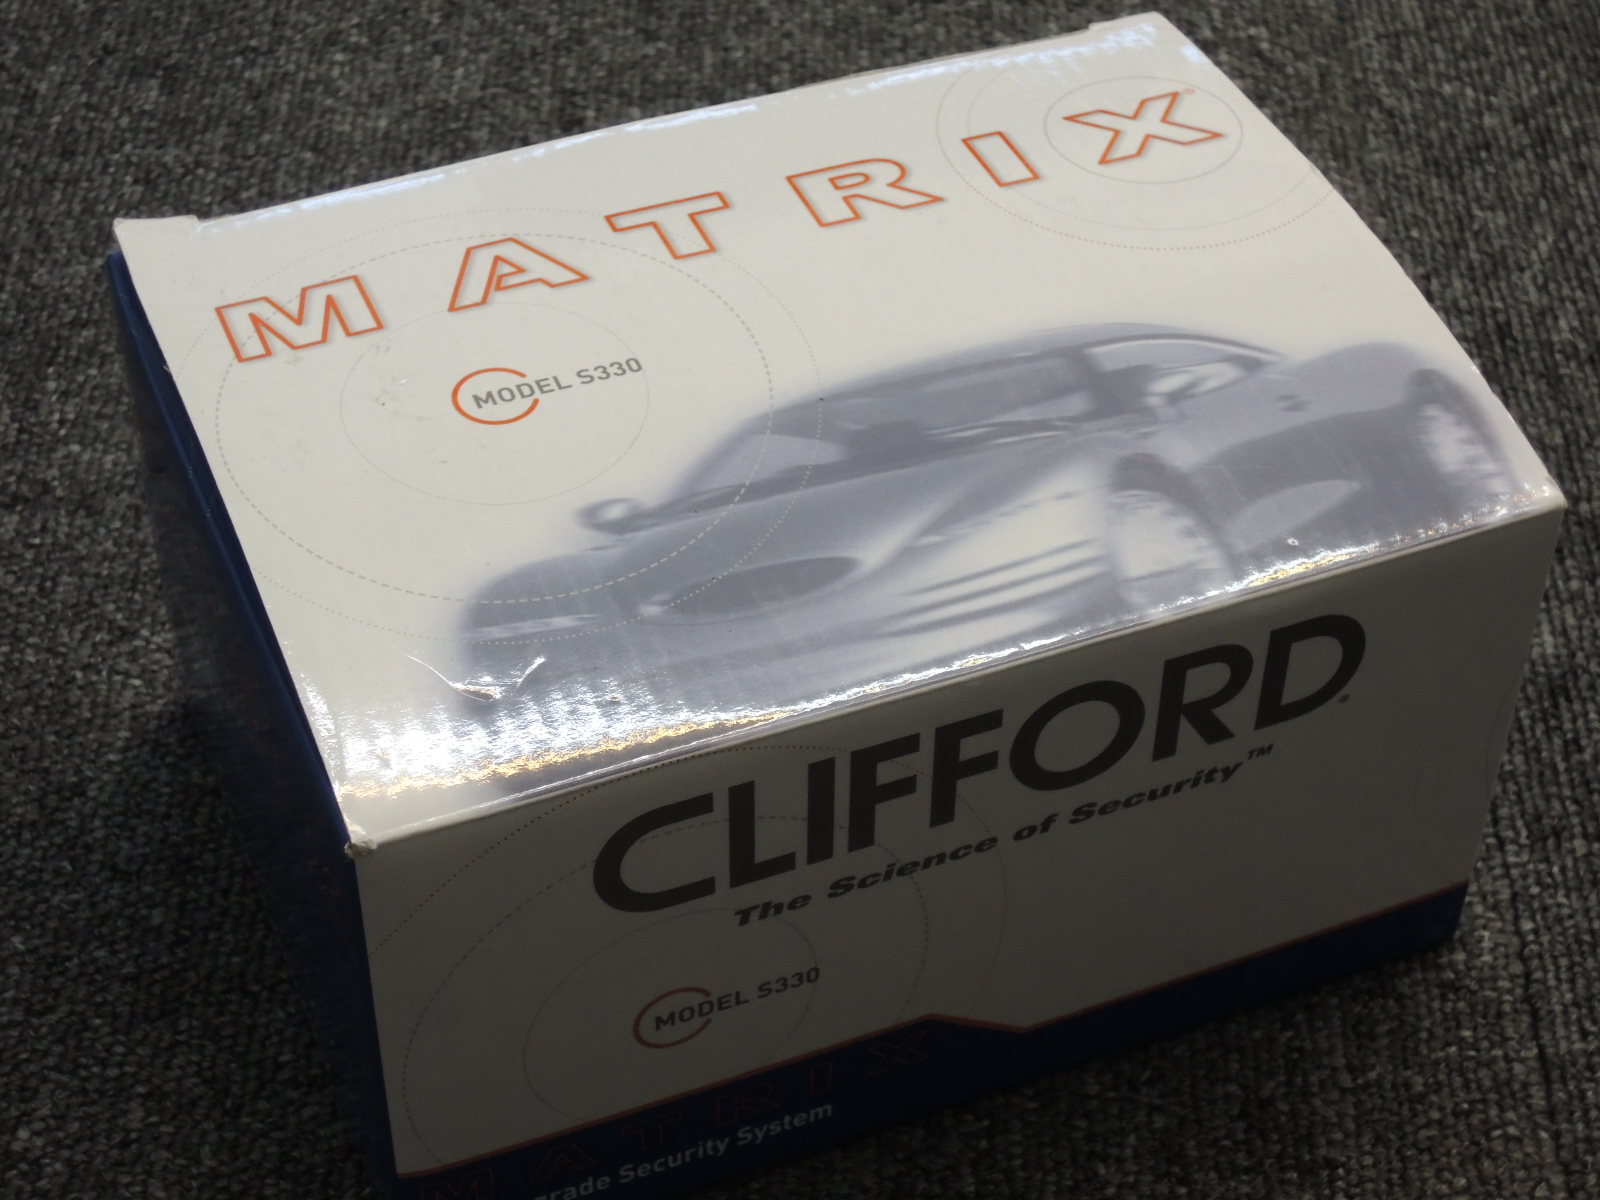 MATRIX®
MODEL S330
CLIFFORD®
The Science of Security™
MODEL S330
MATRIX
Security System